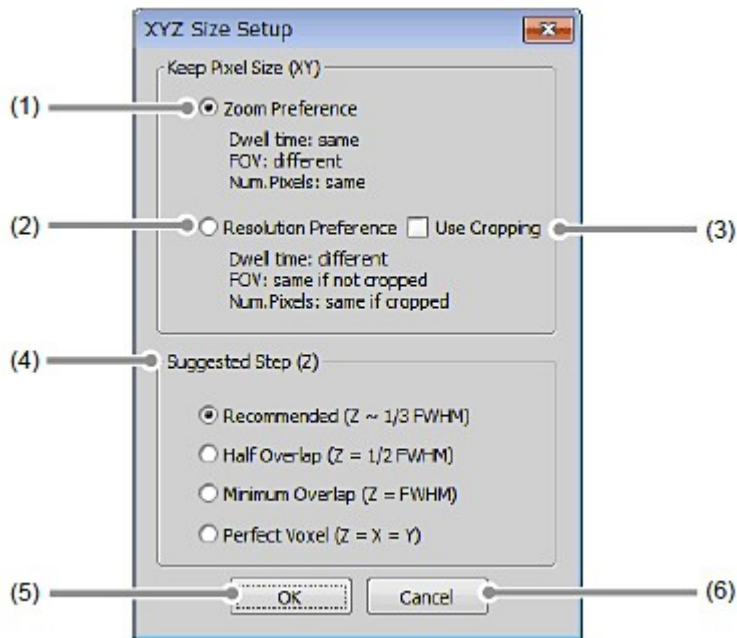 XYZ Size Setup
Keep Pixel Size (XY)
(1)
Zoom Preference
Dwell time: same
FOV: different
Num.Pixels: same
(2)
Resolution Preference
Use Cropping
(3)
Dwell time: different
FOV: same if not cropped
Num.Pixels: same if cropped
(4)
Suggested Step (Z)
Recommended (Z ~ 1/3 FWHM)
Half Overlap (Z = 1/2 FWHM)
Minimum Overlap (Z = FWHM)
Perfect Voxel (Z = X = Y)
(5)
OK
Cancel
(6)